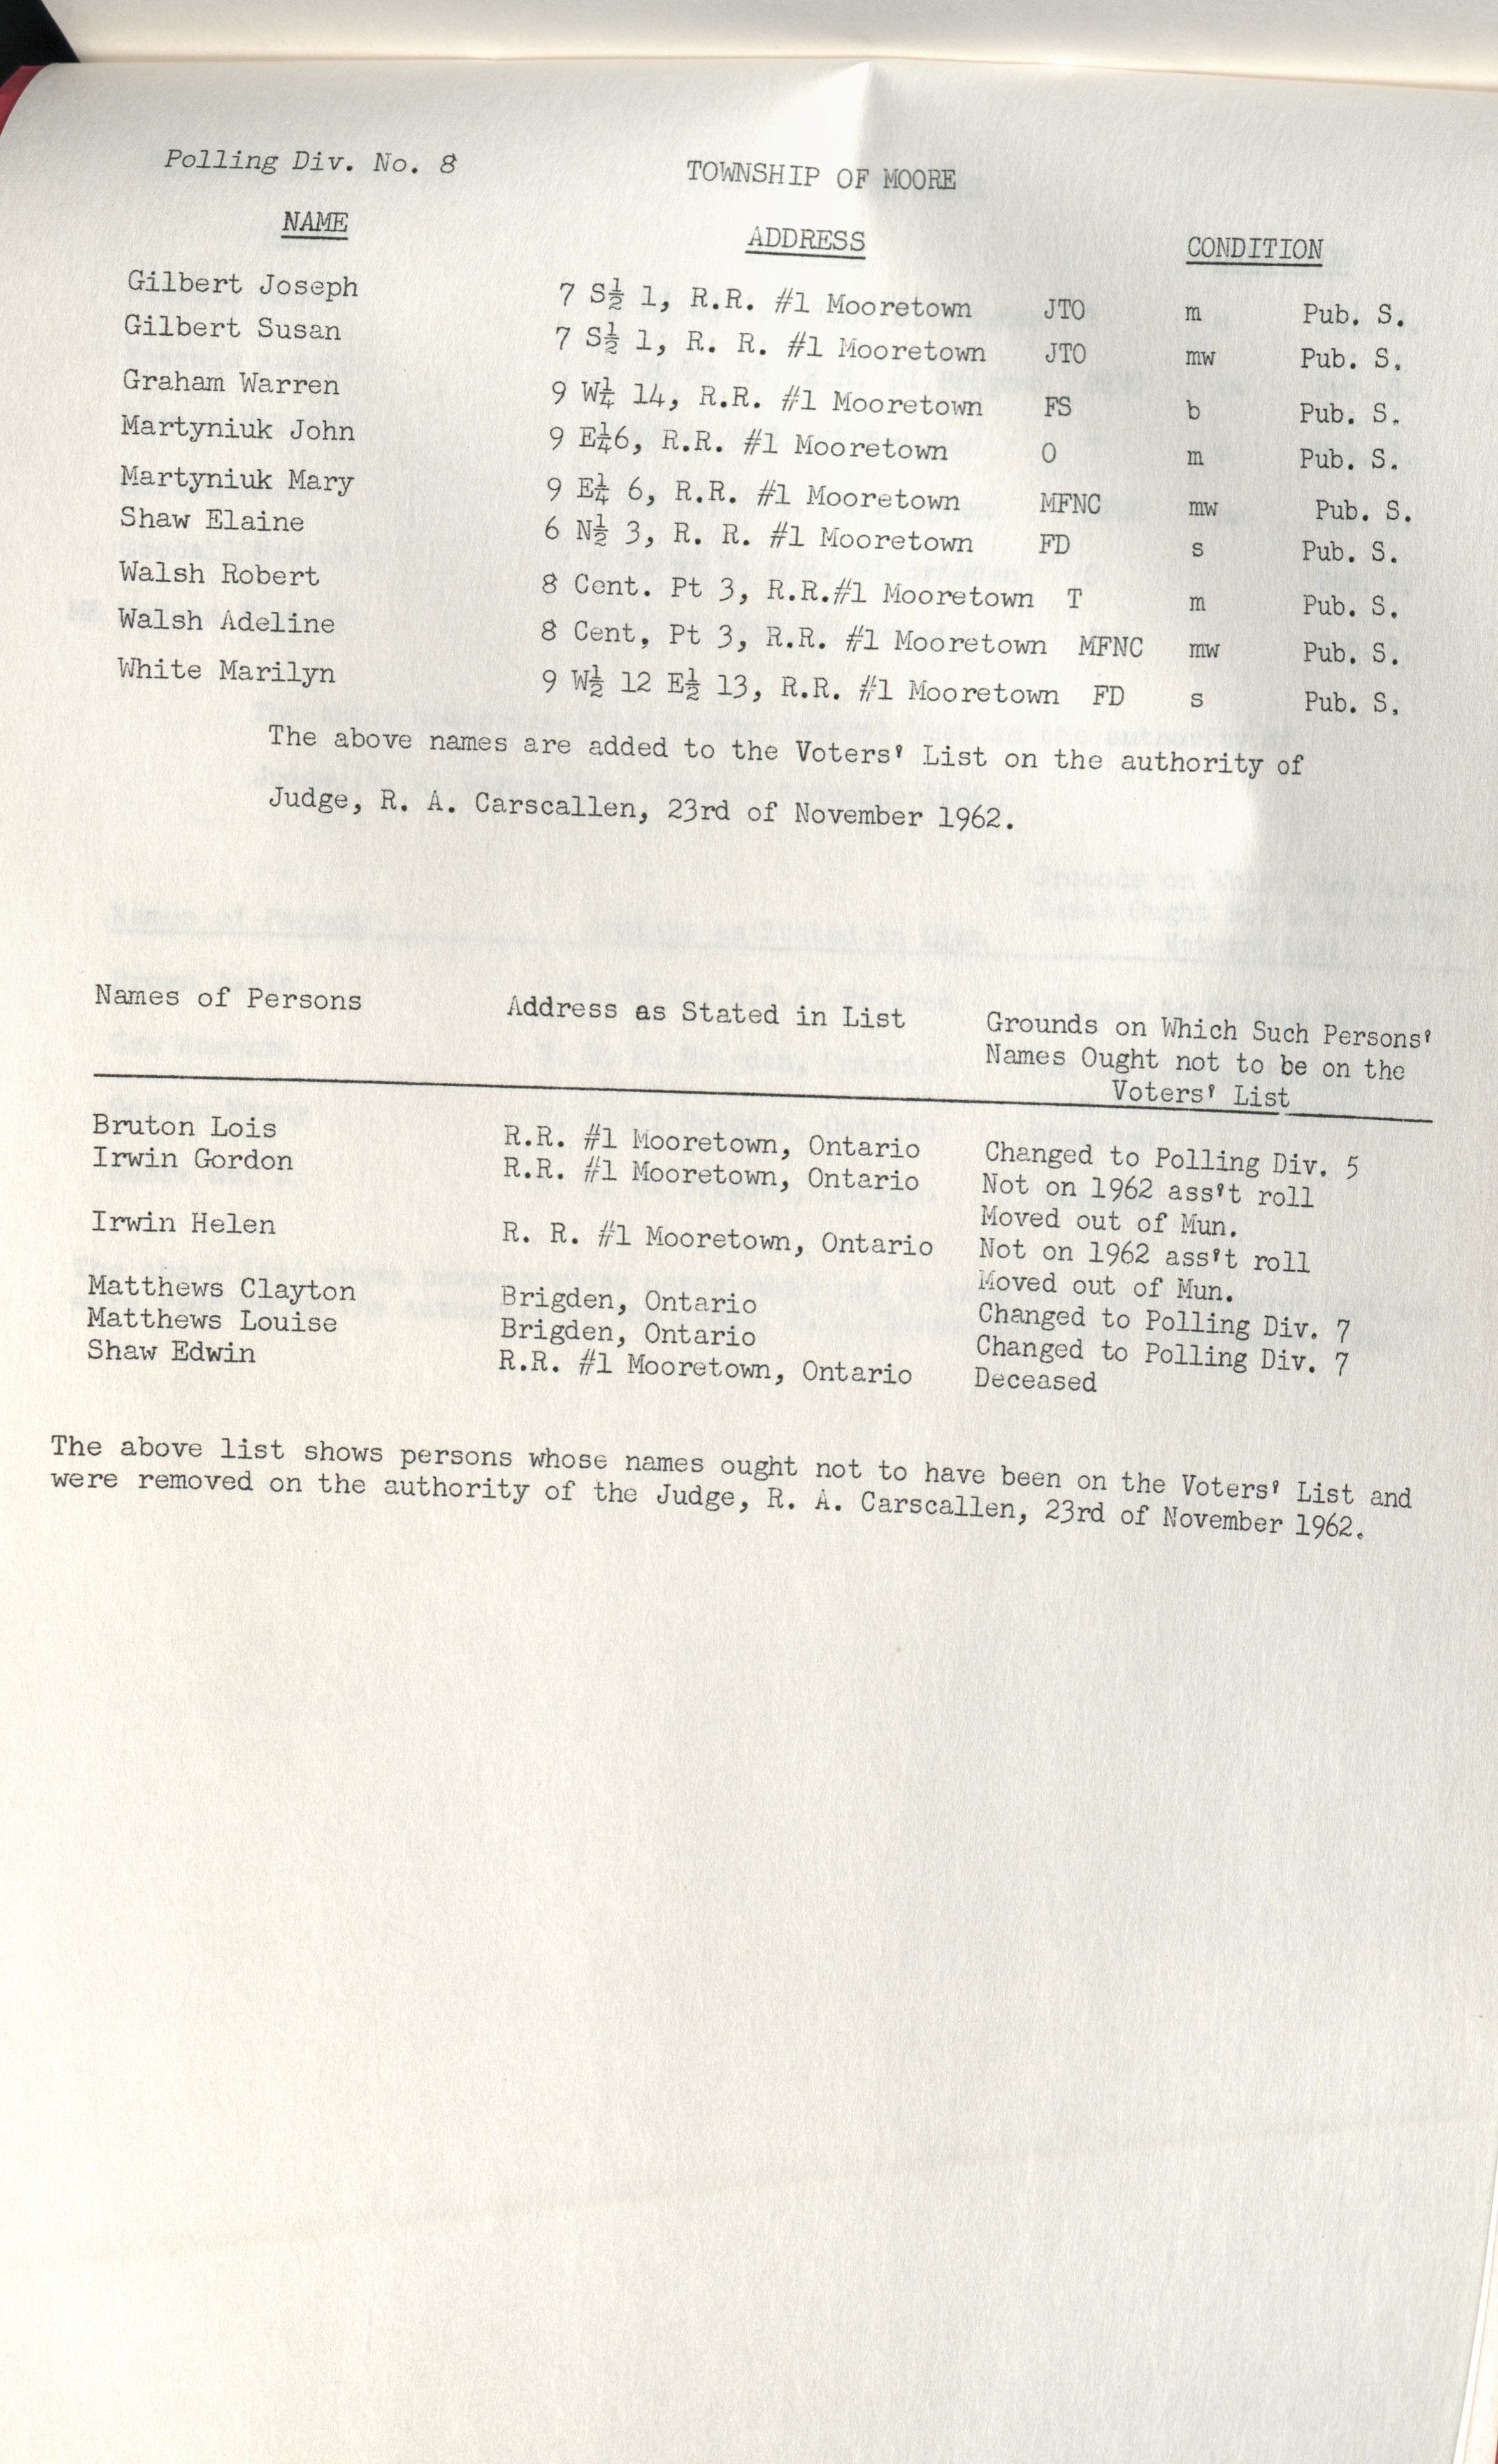 Polling Div. No. 8 TOWNSHIP OF MOORE
NAME ADDRESS CONDITION
Gilbert Joseph 7 S½ 1, R.R. #1 Mooretown JTO m Pub. S.
Gilbert Susan 7 S½ 1, R. R. #1 Mooretown JTO mw Pub. S.
Graham Warren 9 W¼ 14, R.R. #1 Mooretown FS b Pub. S.
Martyniuk John 9 E¼6, R.R. #1 Mooretown O m Pub. S.
Martyniuk Mary 9 E¼ 6, R.R. #1 Mooretown MFNC mw Pub. S.
Shaw Elaine 6 N½ 3, R. R. #1 Mooretown FD s Pub. S.
Walsh Robert 8 Cent. Pt 3, R.R.#1 Mooretown T m Pub. S.
Walsh Adeline 8 Cent, Pt 3, R.R. #1 Mooretown MFNC mw Pub. S.
White Marilyn 9 W½ 12 E½ 13, R.R. #1 Mooretown FD s Pub. S.
The above names are added to the Voters' List on the authority of
Judge, R. A. Carscallen, 23rd of November 1962.
Names of Persons Address as Stated in List Grounds on Which Such Persons'
Names Ought not to be on the
Voters' List
Bruton Lois R.R. #1 Mooretown, Ontario Changed to Polling Div. 5
Irwin Gordon R.R. #1 Mooretown, Ontario Not on 1962 ass't roll
Moved out of Mun.
Irwin Helen R. R. #1 Mooretown, Ontario Not on 1962 ass't roll
Moved out of Mun.
Matthews Clayton Brigden, Ontario Changed to Polling Div. 7
Matthews Louise Brigden, Ontario Changed to Polling Div. 7
Shaw Edwin R.R. #1 Mooretown, Ontario Deceased
The above list shows persons whose names ought not to have been on the Voters' List and
were removed on the authority of the Judge, R. A. Carscallen, 23rd of November 1962.